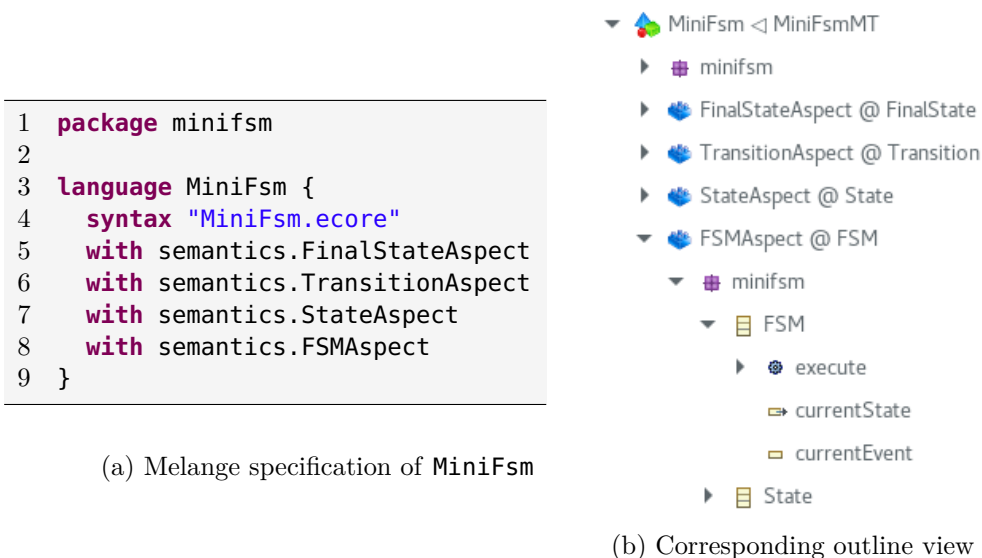 1 package minifsm
2
3 language MiniFsm {
4 syntax "MiniFsm.ecore"
5 with semantics.FinalStateAspect
6 with semantics.TransitionAspect
7 with semantics.StateAspect
8 with semantics.FSMAspect
9 }
(a) Melange specification of MiniFsm
MiniFsm ◁ MiniFsmMT
minifsm
FinalStateAspect @ FinalState
TransitionAspect @ Transition
StateAspect @ State
FSMAspect @ FSM
minifsm
FSM
execute
currentState
currentEvent
State
(b) Corresponding outline view